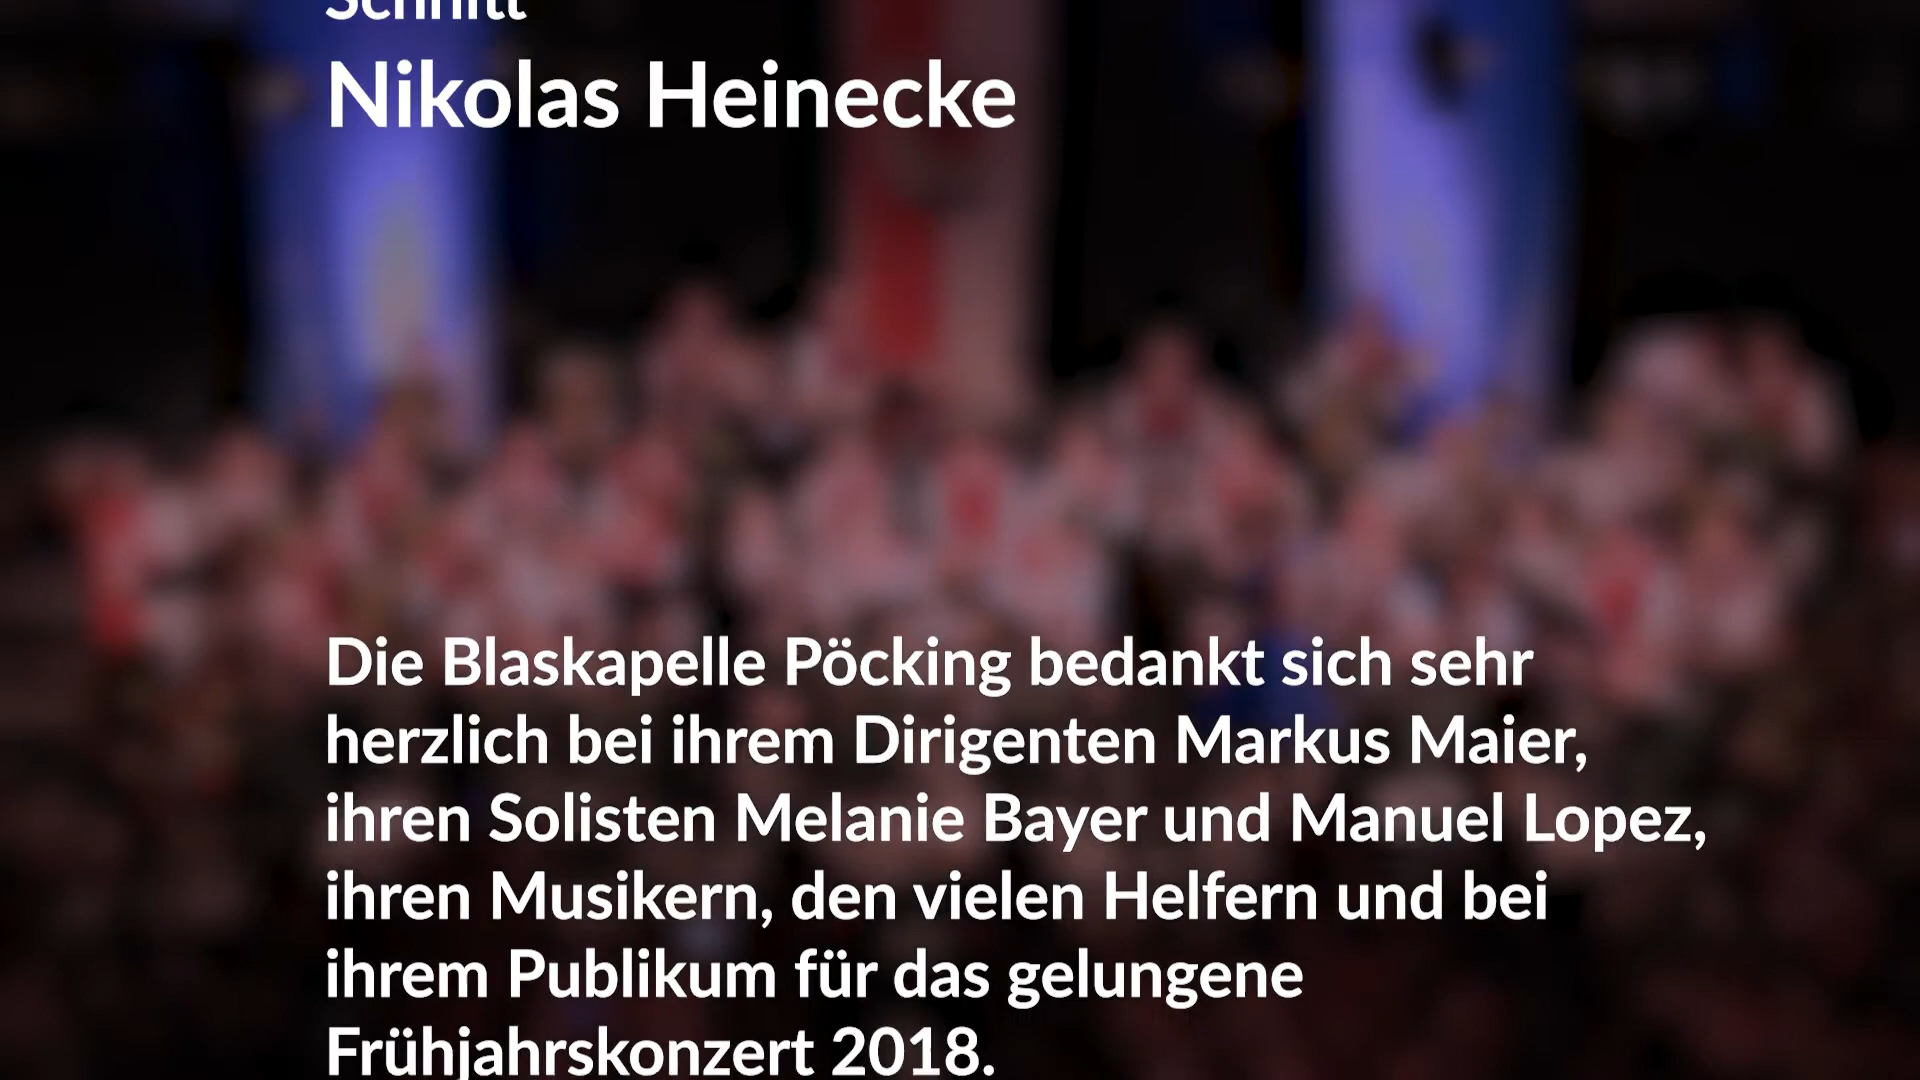 Schnitt
Nikolas Heinecke
Die Blaskapelle Pöcking bedankt sich sehr
herzlich bei ihrem Dirigenten Markus Maier,
ihren Solisten Melanie Bayer und Manuel Lopez,
ihren Musikern, den vielen Helfern und bei
ihrem Publikum für das gelungene
Frühjahrskonzert 2018.